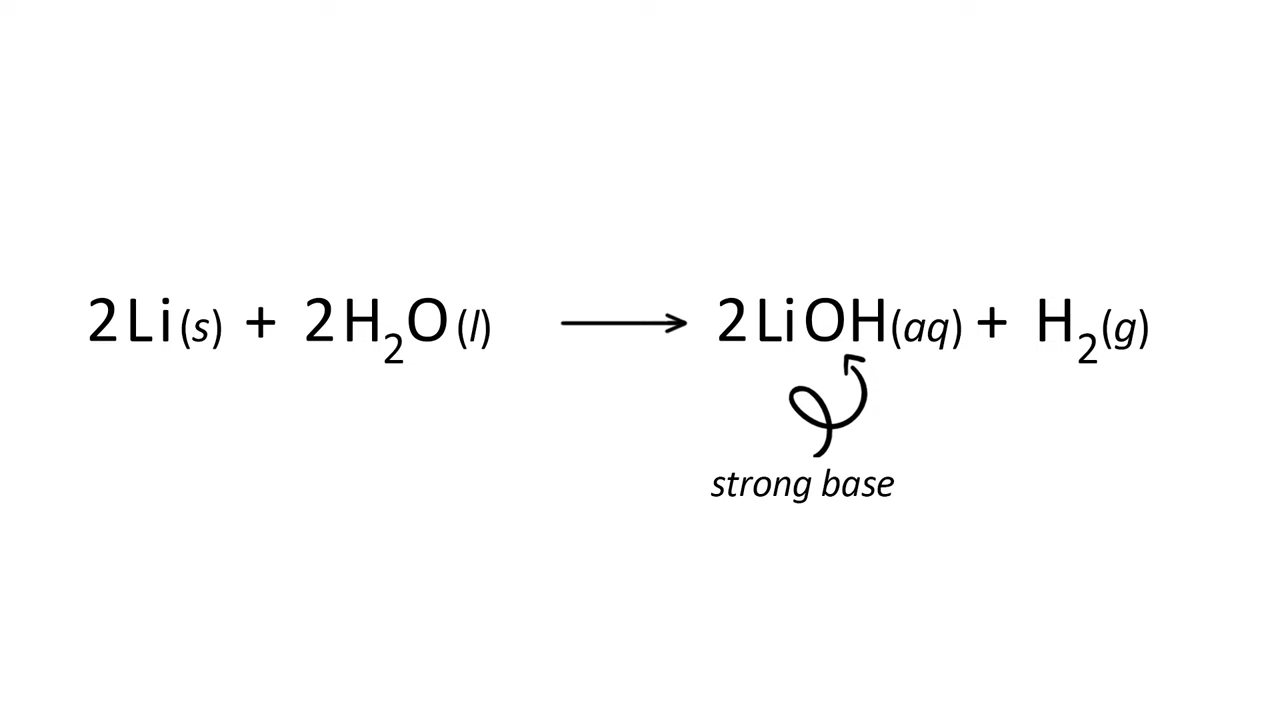 2Li(s) + 2H₂O(l) ⟶ 2LiOH(aq) + H₂(g)
strong base